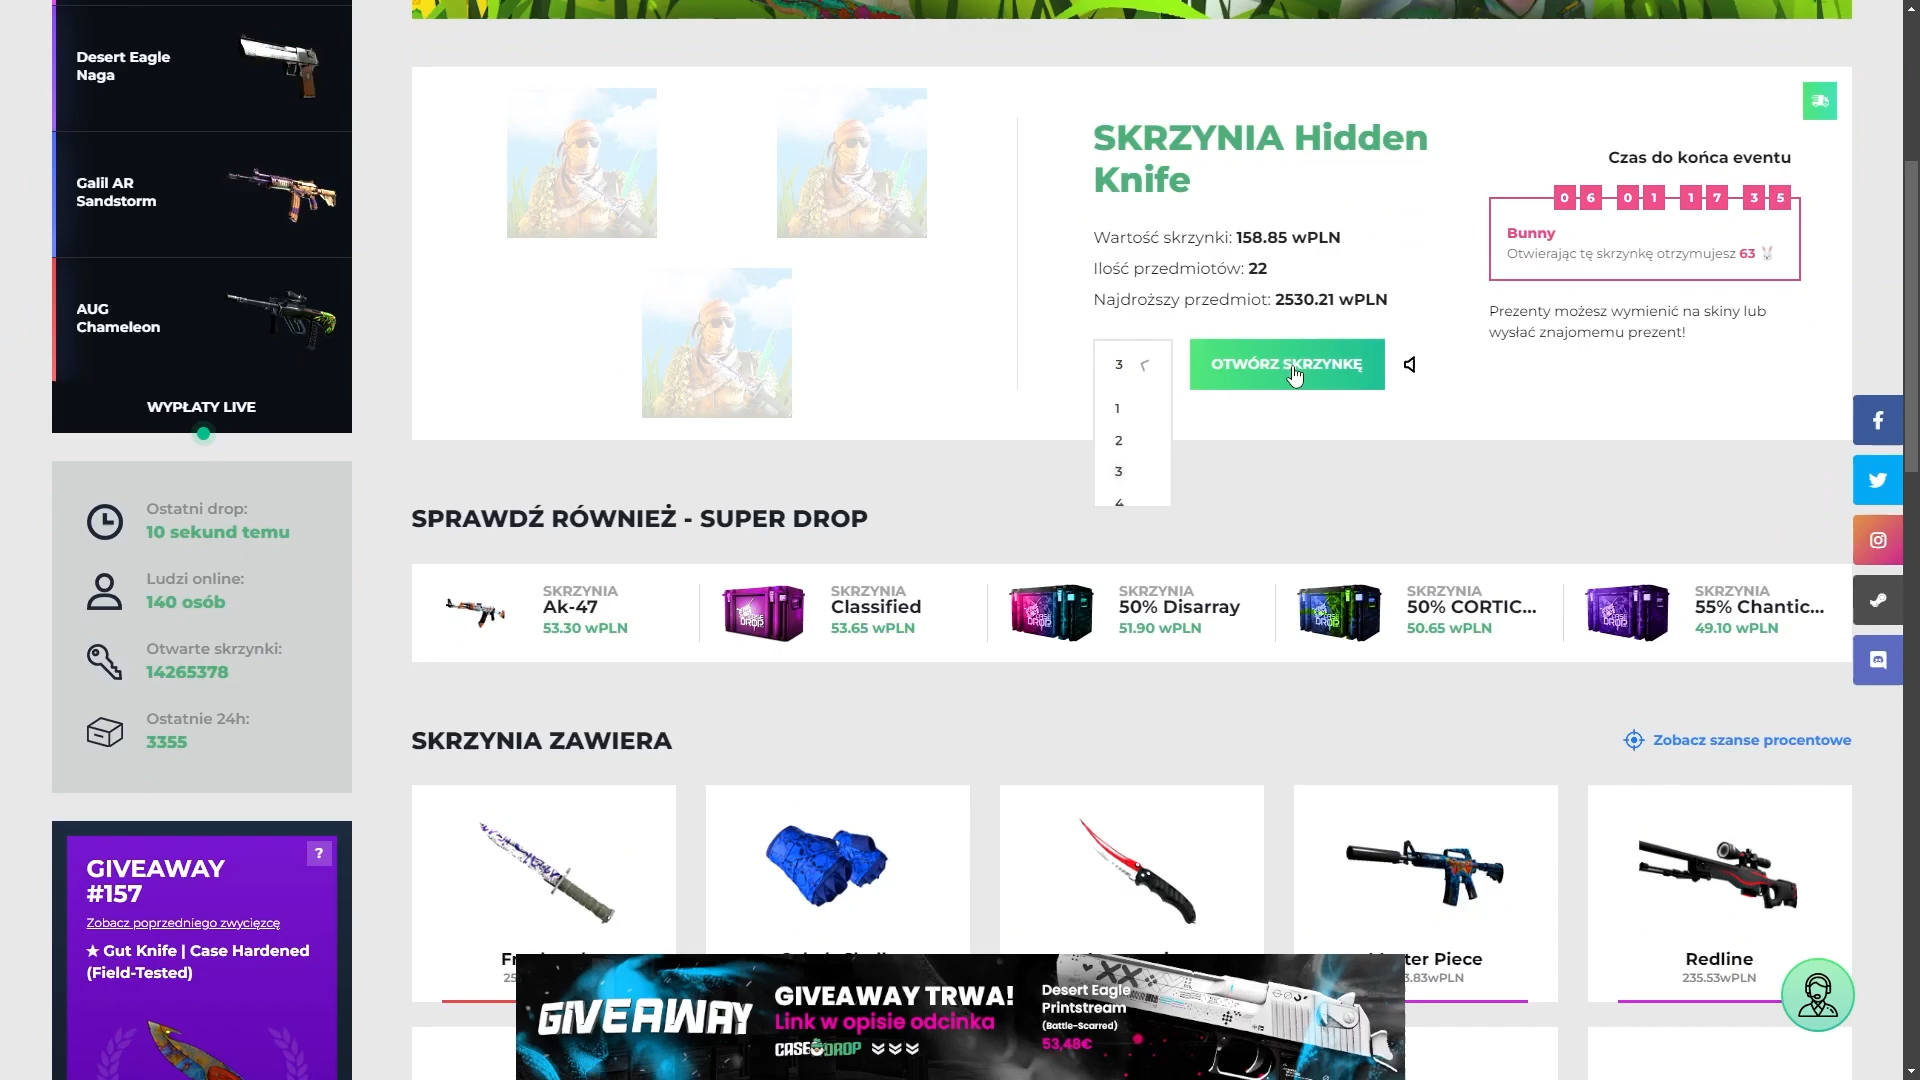 Desert Eagle
Naga
Galil AR
Sandstorm
AUG
Chameleon
WYPŁATY LIVE
Ostatni drop:
10 sekund temu
Ludzi online:
140 osób
Otwarte skrzynki:
14265378
Ostatnie 24h:
3355
GIVEAWAY
#157
?
Zobacz poprzedniego zwycięzcę
★ Gut Knife | Case Hardened
(Field-Tested)
SKRZYNIA Hidden
Knife
Wartość skrzynki: 158.85 wPLN
Ilość przedmiotów: 22
Najdroższy przedmiot: 2530.21 wPLN
3
OTWÓRZ SKRZYNKĘ
1
2
3
4
Czas do końca eventu
0 6 0 1 1 7 3 5
Bunny
Otwierając tę skrzynkę otrzymujesz 63
Prezenty możesz wymienić na skiny lub
wysłać znajomemu prezent!
SPRAWDŹ RÓWNIEŻ - SUPER DROP
SKRZYNIA
Ak-47
53.30 wPLN
SKRZYNIA
Classified
53.65 wPLN
SKRZYNIA
50% Disarray
51.90 wPLN
SKRZYNIA
50% CORTIC...
50.65 wPLN
SKRZYNIA
55% Chantic...
49.10 wPLN
SKRZYNIA ZAWIERA
Zobacz szanse procentowe
Piece
Redline
235.53wPLN
GIVEAWAY
GIVEAWAY TRWA!
Link w opisie odcinka
CASE DROP
Desert Eagle
Printstream
(Battle-Scarred)
53,48€